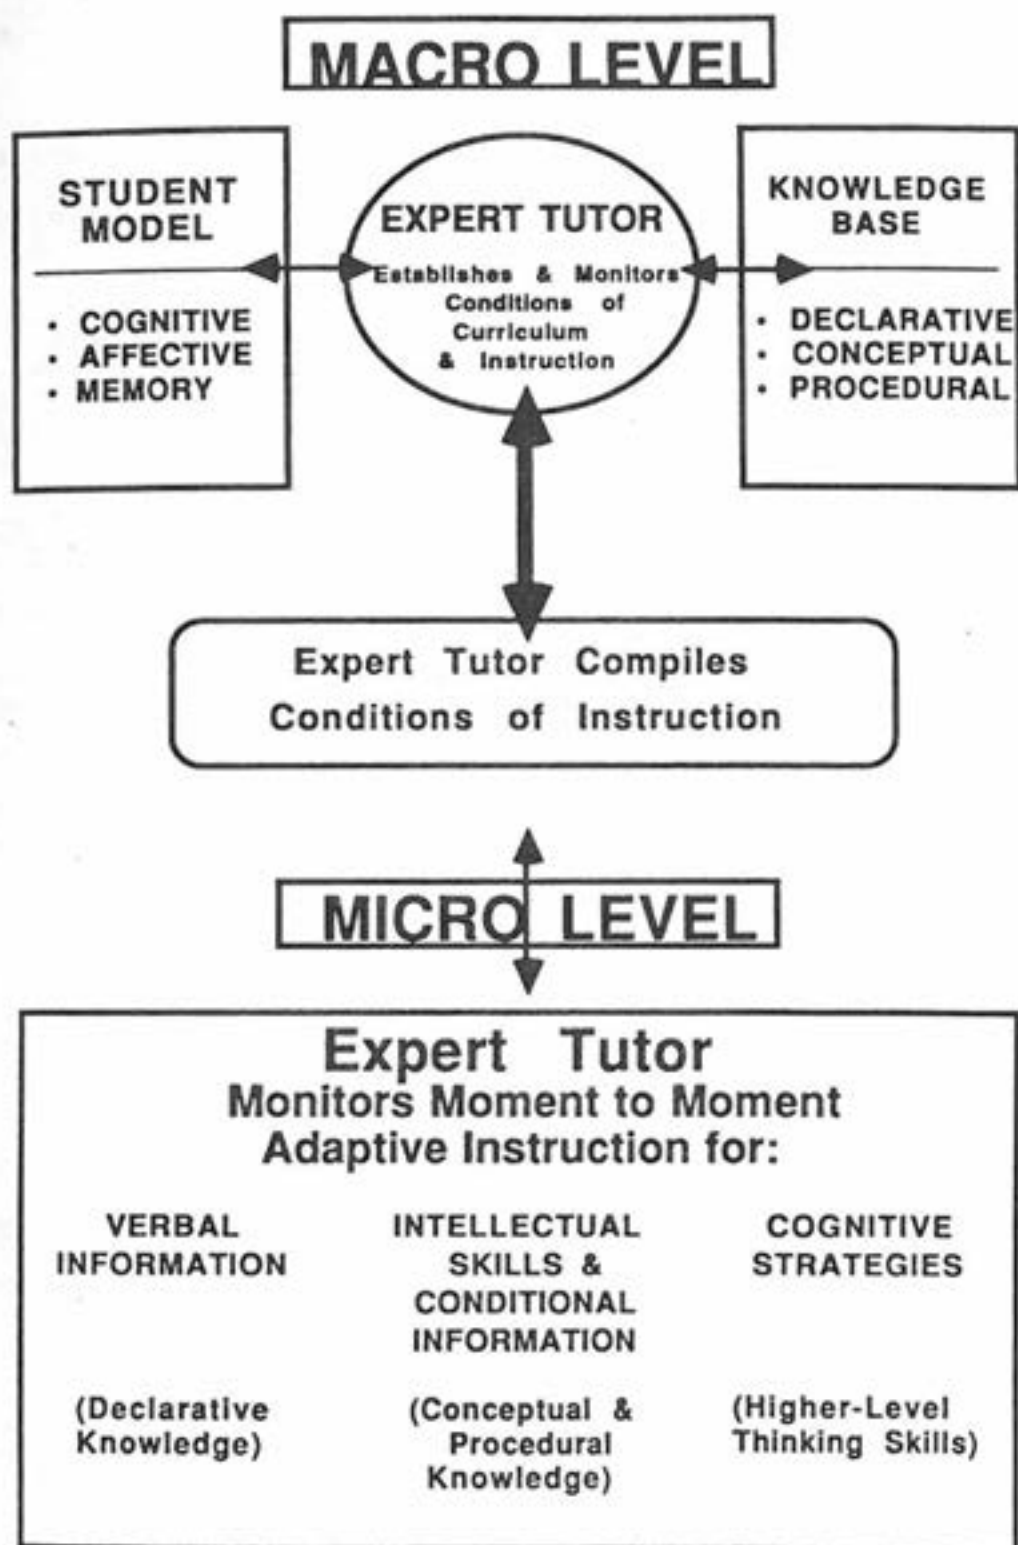 MACRO LEVEL
STUDENT
MODEL
• COGNITIVE
• AFFECTIVE
• MEMORY
EXPERT TUTOR
Establishes & Monitors
Conditions of
Curriculum
& Instruction
KNOWLEDGE
BASE
• DECLARATIVE
• CONCEPTUAL
• PROCEDURAL
Expert Tutor Compiles
Conditions of Instruction
MICRO LEVEL
Expert Tutor
Monitors Moment to Moment
Adaptive Instruction for:
VERBAL
INFORMATION
(Declarative
Knowledge)
INTELLECTUAL
SKILLS &
CONDITIONAL
INFORMATION
(Conceptual &
Procedural
Knowledge)
COGNITIVE
STRATEGIES
(Higher-Level
Thinking Skills)